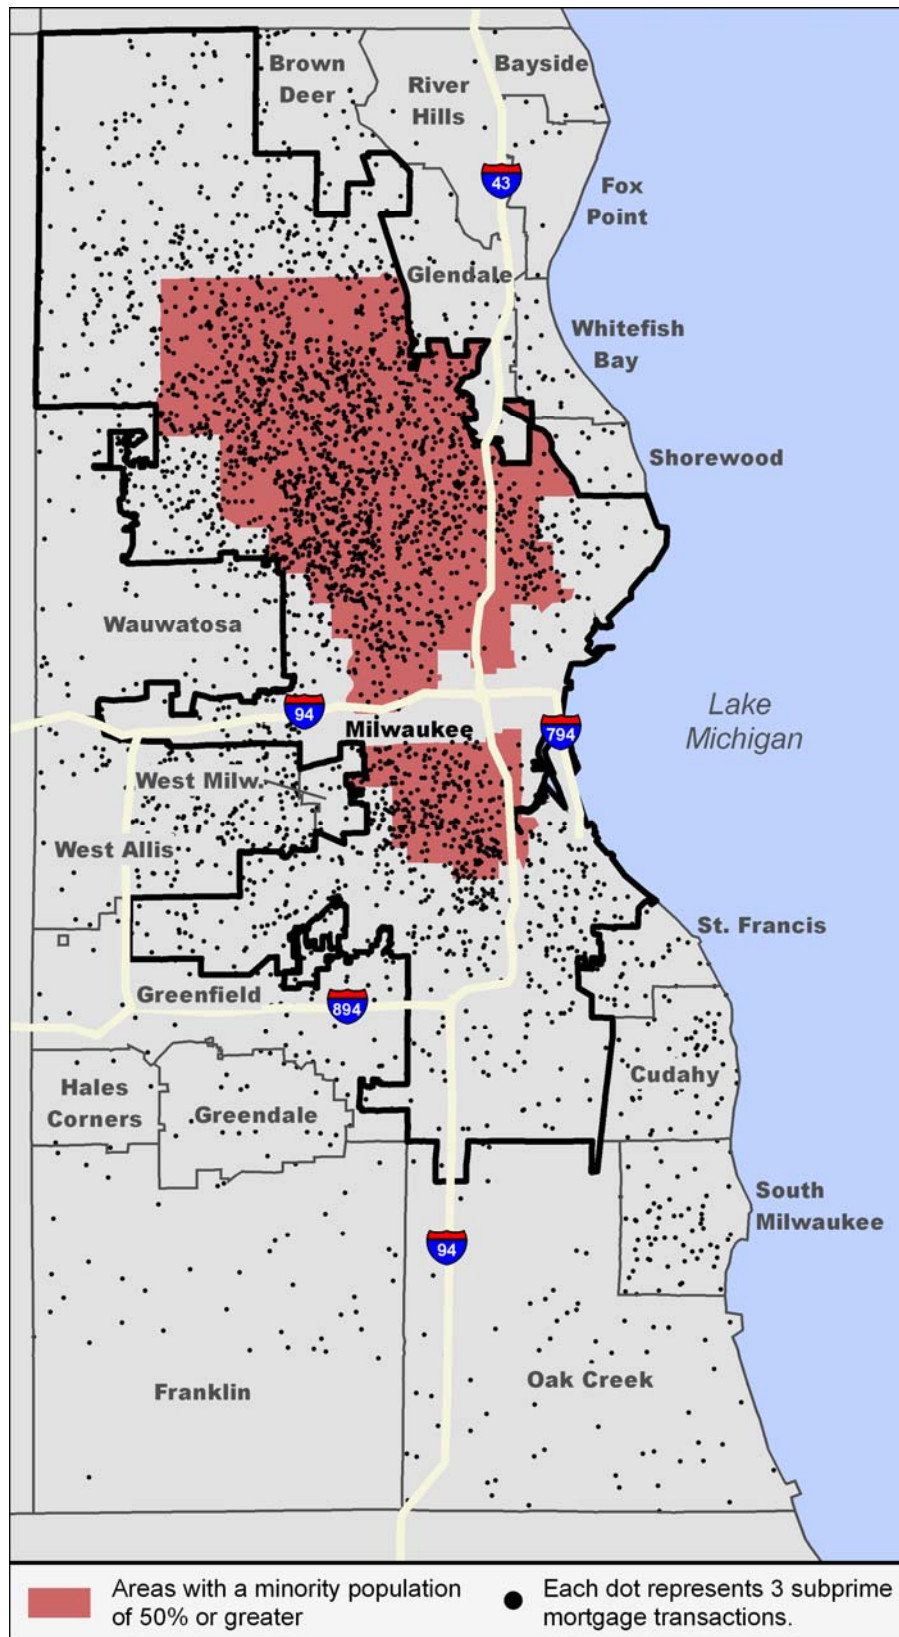 Brown
Deer
River
Hills
Bayside
43
Fox
Point
Glendale
Whitefish
Bay
Shorewood
Wauwatosa
94
Milwaukee
794
Lake
Michigan
West Milw.
West Allis
St. Francis
Greenfield
894
Hales
Corners
Greendale
Cudahy
South
Milwaukee
94
Franklin
Oak Creek
Areas with a minority population
of 50% or greater
Each dot represents 3 subprime
mortgage transactions.